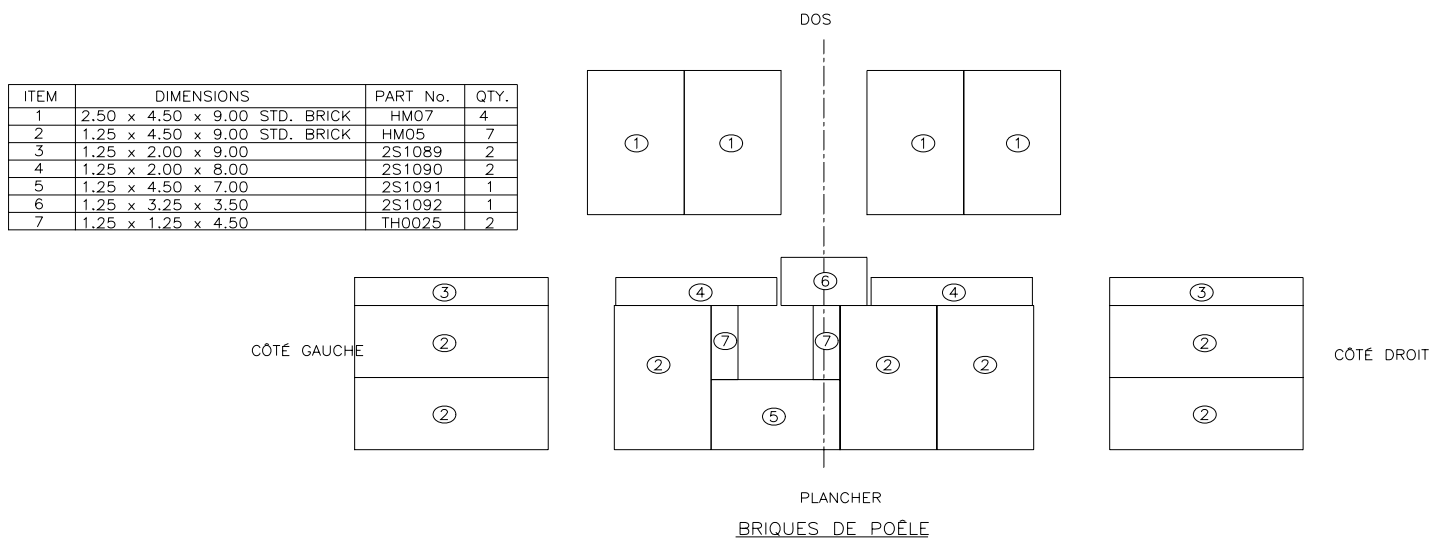 DOS
ITEM DIMENSIONS PART No. QTY.
1 2.50 x 4.50 x 9.00 STD. BRICK HM07 4
2 1.25 x 4.50 x 9.00 STD. BRICK HM05 7
3 1.25 x 2.00 x 9.00 2S1089 2
4 1.25 x 2.00 x 8.00 2S1090 2
5 1.25 x 4.50 x 7.00 2S1091 1
6 1.25 x 3.25 x 3.50 2S1092 1
7 1.25 x 1.25 x 4.50 TH0025 2
1 1 1 1
6
3 4 4 3
CÔTÉ GAUCHE 2 7 7 2 CÔTÉ DROIT
2 2 2
2 5 2
PLANCHER
BRIQUES DE POÊLE